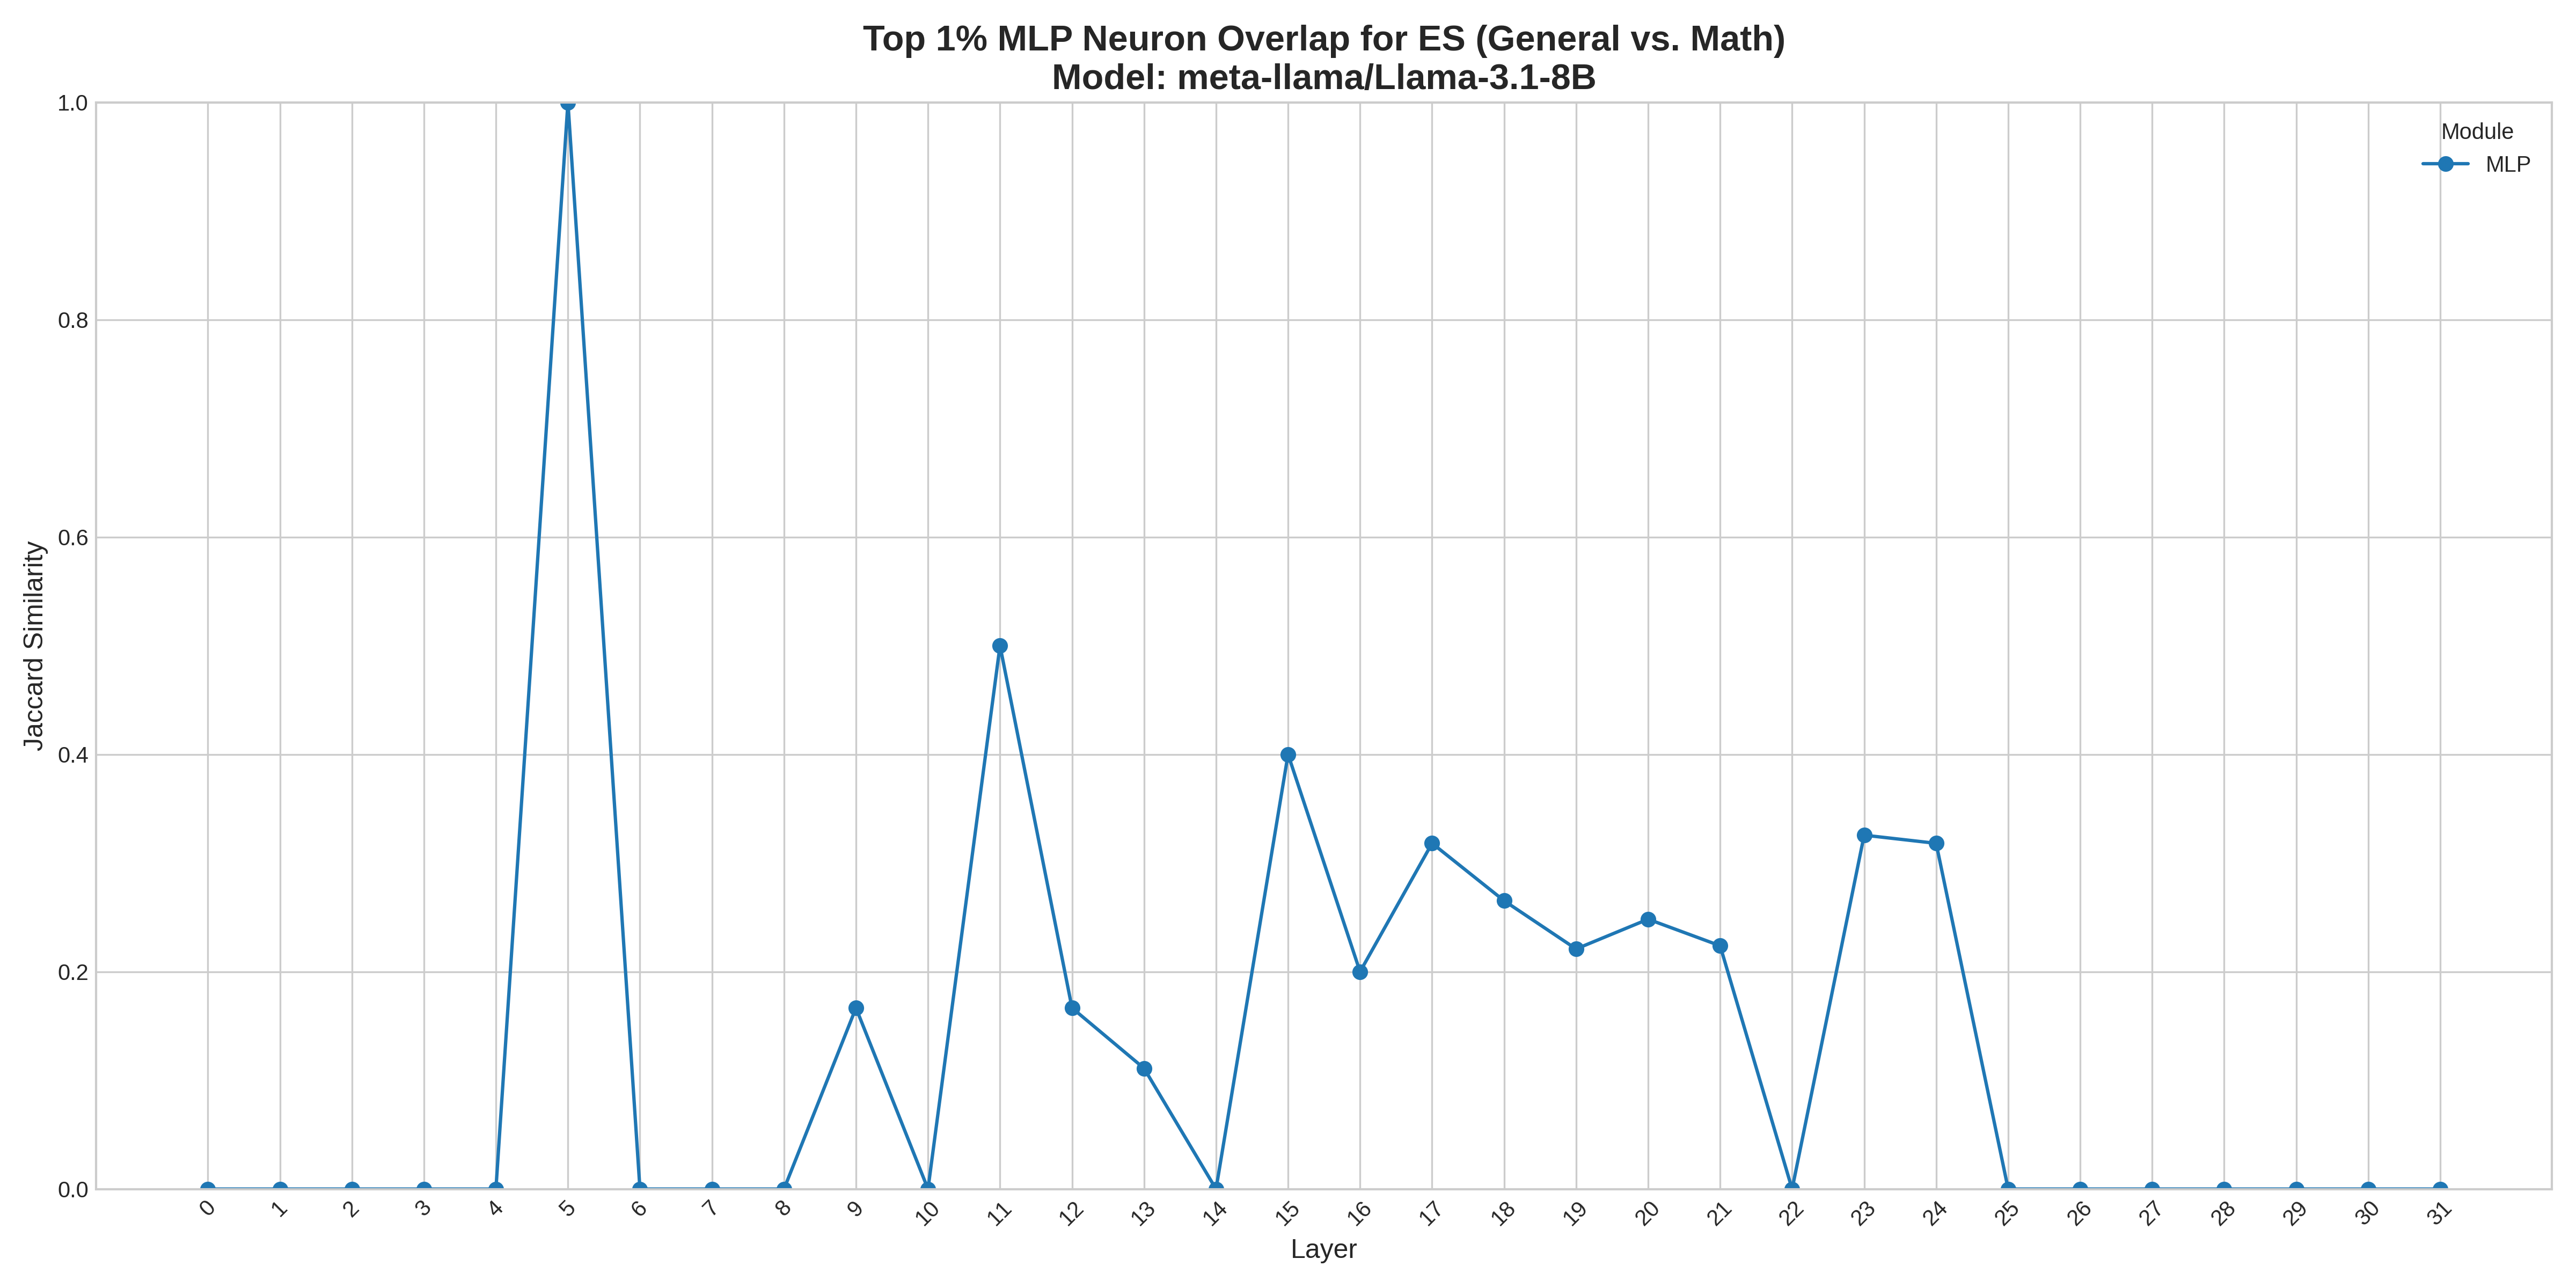 Top 1% MLP Neuron Overlap for ES (General vs. Math)
Model: meta-llama/Llama-3.1-8B
Module
MLP
Jaccard Similarity
1.0
0.8
0.6
0.4
0.2
0.0
0 1 2 3 4 5 6 7 8 9 10 11 12 13 14 15 16 17 18 19 20 21 22 23 24 25 26 27 28 29 30 31
Layer